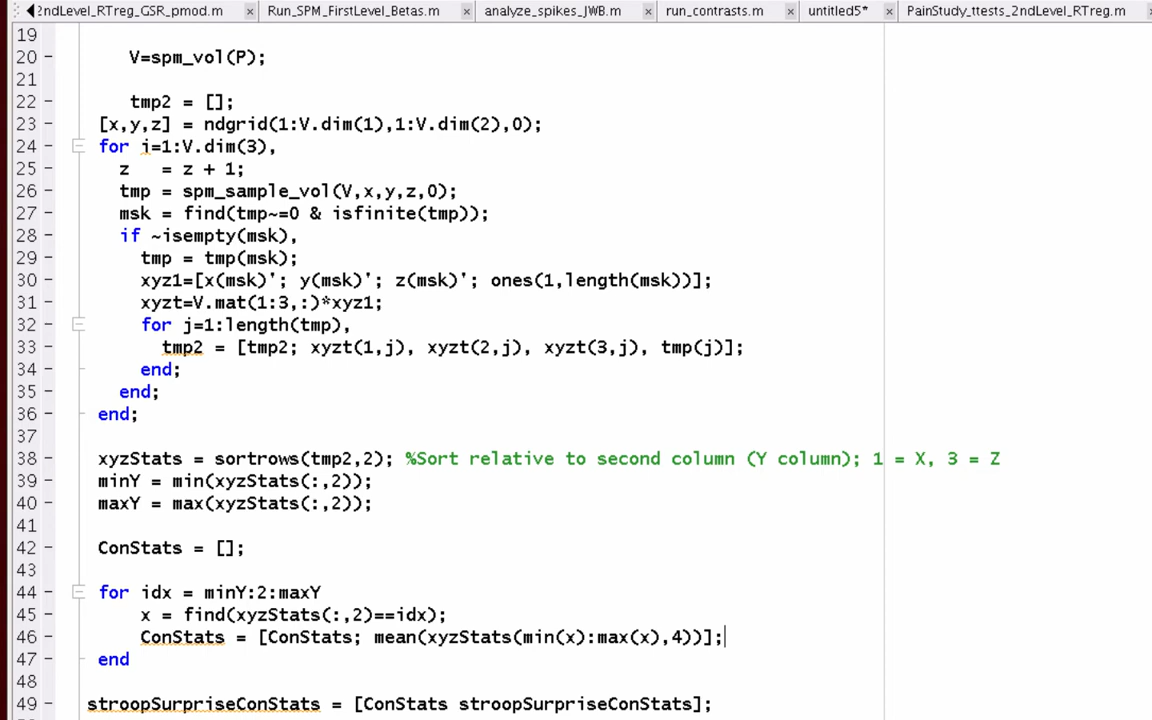 2ndLevel_RTreg_GSR_pmod.m × Run_SPM_FirstLevel_Betas.m × analyze_spikes_JWB.m × run_contrasts.m × untitled5* × PainStudy_ttests_2ndLevel_RTreg.m
19
20 - V=spm_vol(P);
21
22 - tmp2 = [];
23 - [x,y,z] = ndgrid(1:V.dim(1),1:V.dim(2),0);
24 - for i=1:V.dim(3),
25 - z = z + 1;
26 - tmp = spm_sample_vol(V,x,y,z,0);
27 - msk = find(tmp~=0 & isfinite(tmp));
28 - if ~isempty(msk),
29 - tmp = tmp(msk);
30 - xyz1=[x(msk)'; y(msk)'; z(msk)'; ones(1,length(msk))];
31 - xyzt=V.mat(1:3,:)*xyz1;
32 - for j=1:length(tmp),
33 - tmp2 = [tmp2; xyzt(1,j), xyzt(2,j), xyzt(3,j), tmp(j)];
34 - end;
35 - end;
36 - end;
37
38 - xyzStats = sortrows(tmp2,2); %Sort relative to second column (Y column); 1 = X, 3 = Z
39 - minY = min(xyzStats(:,2));
40 - maxY = max(xyzStats(:,2));
41
42 - ConStats = [];
43
44 - for idx = minY:2:maxY
45 - x = find(xyzStats(:,2)==idx);
46 - ConStats = [ConStats; mean(xyzStats(min(x):max(x),4))];
47 - end
48
49 - stroopSurpriseConStats = [ConStats stroopSurpriseConStats];